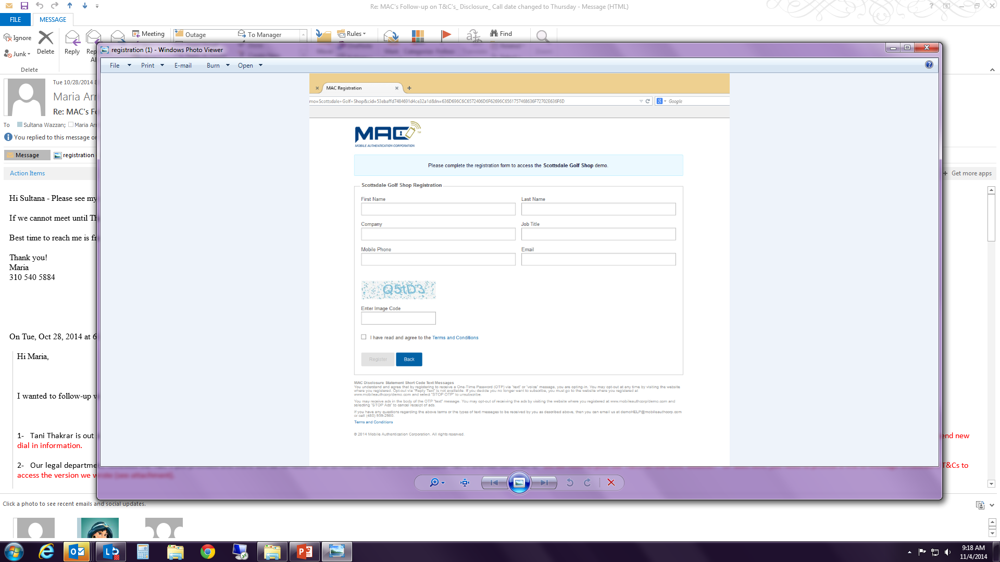 Re: MAC's Follow-up on T&C's_ Disclosure_ Call date changed to Thursday - Message (HTML)
FILE
MESSAGE
Ignore
Junk
Delete
Reply
Meeting
Outage
To Manager
Rules
Find
Delete
Tue 10/28/2014
Maria
Re: MAC's
To Sultana Wazzan; Maria
You replied to this message
Message
registration
Action Items
Get more apps
Hi Sultana - Please see my
If we cannot meet until
Best time to reach me is
Thank you!
Maria
310 540 5884
On Tue, Oct 28, 2014 at 6
Hi Maria,
I wanted to follow-up
1- Tani Thakrar is out
new
dial in information.
2- Our legal
T&Cs to
access the version we wrote (see attachment).
Click a photo to see recent emails and social updates.
registration (1) - Windows Photo Viewer
File
Print
E-mail
Burn
Open
MAC Registration
mo=Scottsdale+Golf+Shop&cid=53ebaffd7484691d4ce32a1d&ln=636D696C6C6572406D6F62696C6561757468636F72702E636F6D
Google
MAC
TM
MOBILE AUTHENTICATION CORPORATION
Please complete the registration form to access the Scottsdale Golf Shop demo.
Scottsdale Golf Shop Registration
First Name
Last Name
Company
Job Title
Mobile Phone
Email
Q5tD3
Enter Image Code
I have read and agree to the Terms and Conditions
Register
Back
MAC Disclosure Statement Short Code Text Messages
You understand and agree that by registering to receive a One-Time Password (OTP) via "text" or "voice" message, you are opting-in. You may opt-out at any time by visiting the website
where you registered. Opt-out via "Reply Text" is not available. If you decide you no longer want to subscribe, you must go to the website where you registered at
www.mobileauthcorp/demo.com and select "STOP OTP" to unsubscribe.
You may receive ads in the body of the OTP "text" message. You may opt-out of receiving the ads by visiting the website where you registered at www.mobileauthcorp/demo.com and
selecting "STOP Ads" to cancel receipt of ads.
If you have any questions regarding the above terms or the types of text messages to be received by you as described above, then you can email us at demoHELP@mobileauthcorp.com
or call (480) 939-2980.
Terms and Conditions
© 2014 Mobile Authentication Corporation. All rights reserved.
9:18 AM
11/4/2014